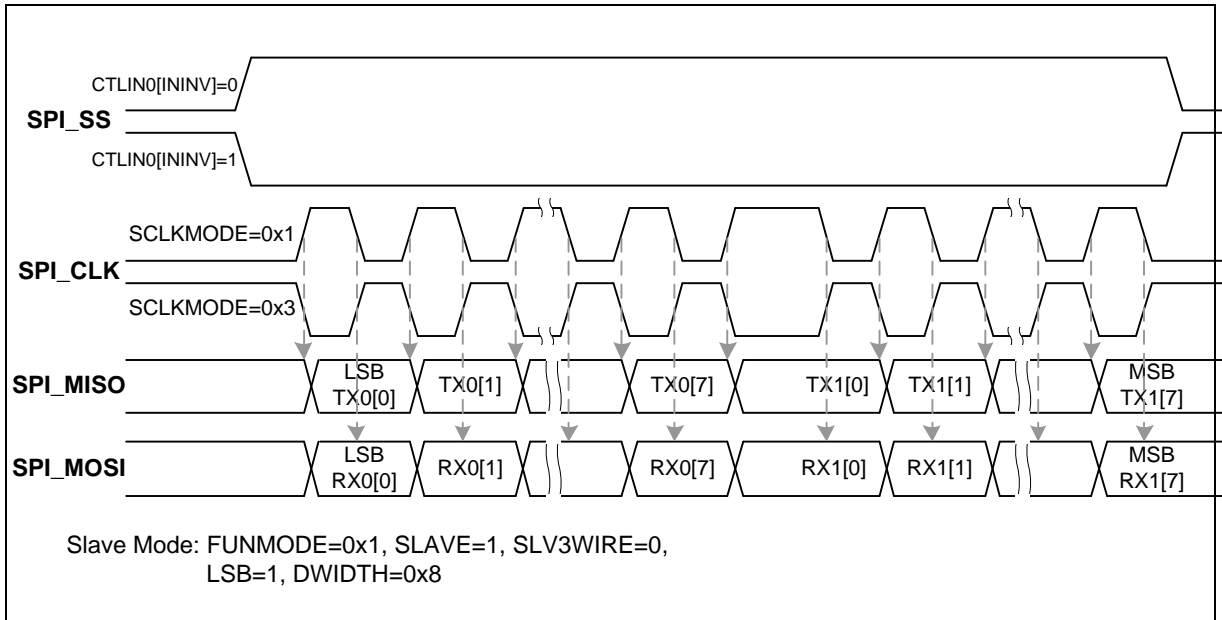 CTLIN0[ININV]=0
SPI_SS
CTLIN0[ININV]=1
SCLKMODE=0x1
SPI_CLK
SCLKMODE=0x3
SPI_MISO
LSB
TX0[0]
TX0[1]
TX0[7]
TX1[0]
TX1[1]
MSB
TX1[7]
SPI_MOSI
LSB
RX0[0]
RX0[1]
RX0[7]
RX1[0]
RX1[1]
MSB
RX1[7]
Slave Mode: FUNMODE=0x1, SLAVE=1, SLV3WIRE=0,
LSB=1, DWIDTH=0x8